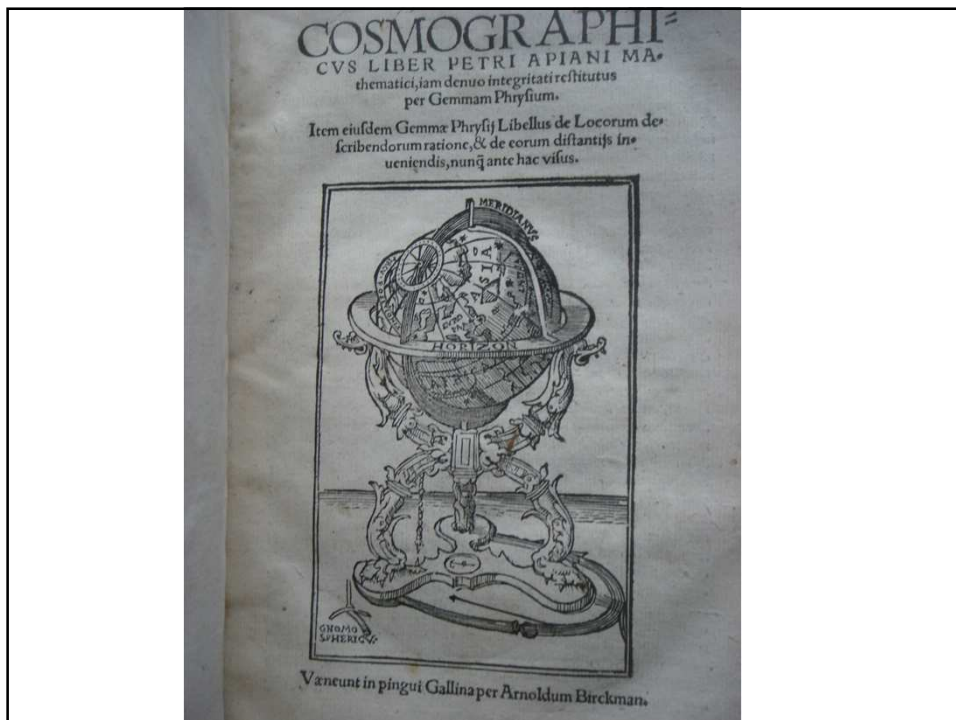 COSMOGRAPHI=
CVS LIBER PETRI APIANI MA-
thematici, iam denuo integritati reſtitutus
per Gemmam Phryſium.
Item eiuſdem Gemmæ Phryſij Libellus de Locorum de-
ſcribendorum ratione, & de eorum diſtantijs in-
ueniendis, nunq̃ ante hac viſus.
MERIDIANVS
ASIA
HORIZON
GNOMO
SPHERICV:
Væneunt in pingui Gallina per Arnoldum Birckman.